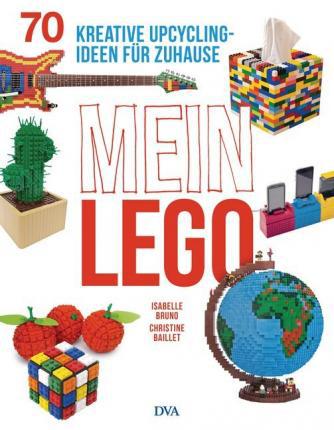 70 KREATIVE UPCYCLING-
IDEEN FÜR ZUHAUSE
MEIN
LEGO
ISABELLE
BRUNO
CHRISTINE
BAILLET
DVA